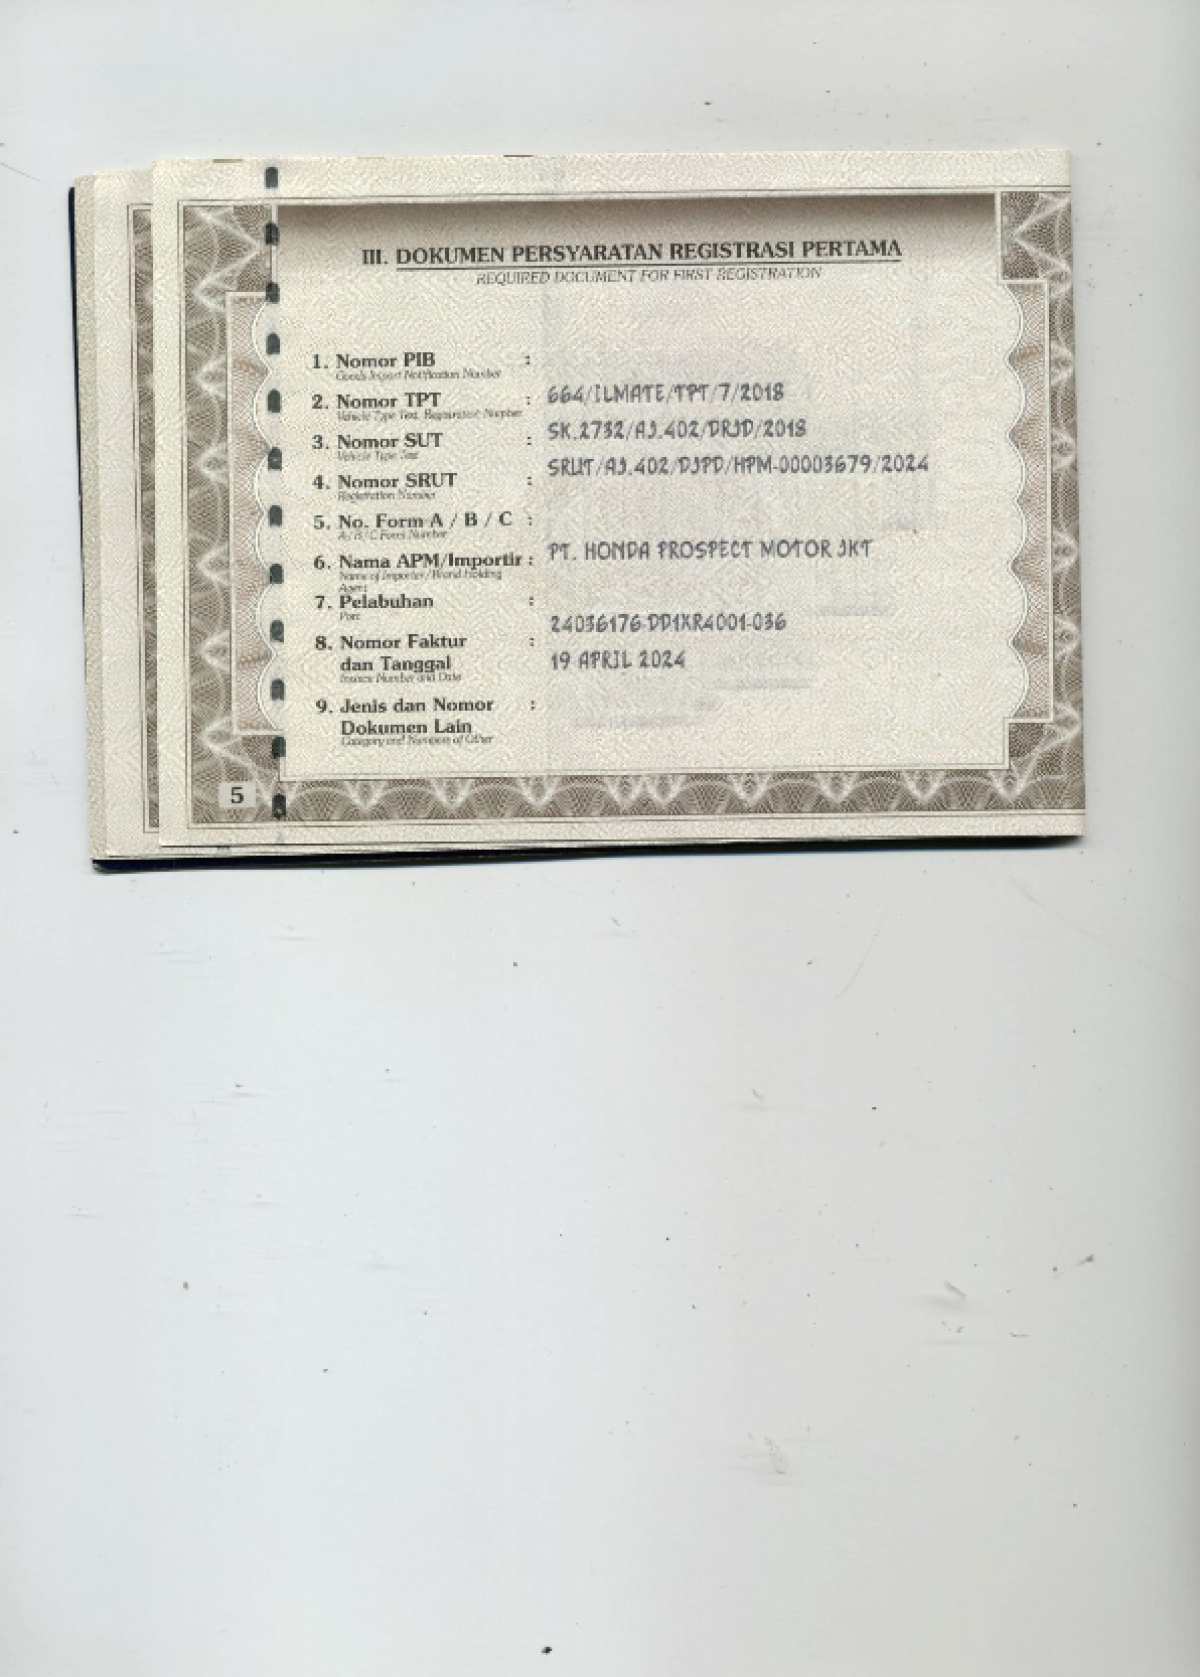 III. DOKUMEN PERSYARATAN REGISTRASI PERTAMA
REQUIRED DOCUMENT FOR FIRST REGISTRATION
1. Nomor PIB :
Goods Import Notification Number
2. Nomor TPT : 664/ILMATE/TPT/7/2018
Vehicle Type Test, Registration Number
3. Nomor SUT : SK.2732/AJ.402/DRJD/2018
Vehicle Type Test
4. Nomor SRUT : SRUT/AJ.402/DJPD/HPM-00003679/2024
Registration Number
5. No. Form A / B / C :
A / B / C Form Number
6. Nama APM/Importir : PT. HONDA PROSPECT MOTOR JKT
Name of Importer/Brand Holding
Agent
7. Pelabuhan :
Port
8. Nomor Faktur : 24036176-DD1XR4001-036
dan Tanggal 19 APRIL 2024
Invoice Number and Date
9. Jenis dan Nomor :
Dokumen Lain
Category and Numbers of Other
5